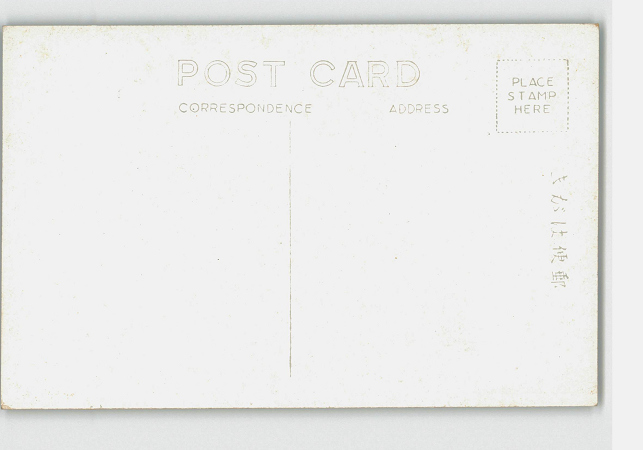 POST CARD
CORRESPONDENCE
ADDRESS
PLACE
STAMP
HERE
きがは便郵